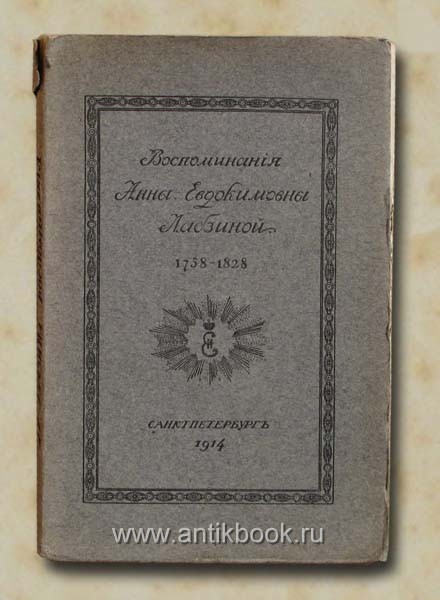 Воспоминанія
Анны Евдокимовны
Лабзиной
1758-1828
САНКТПЕТЕРБУРГЪ
1914
www.antikbook.ru